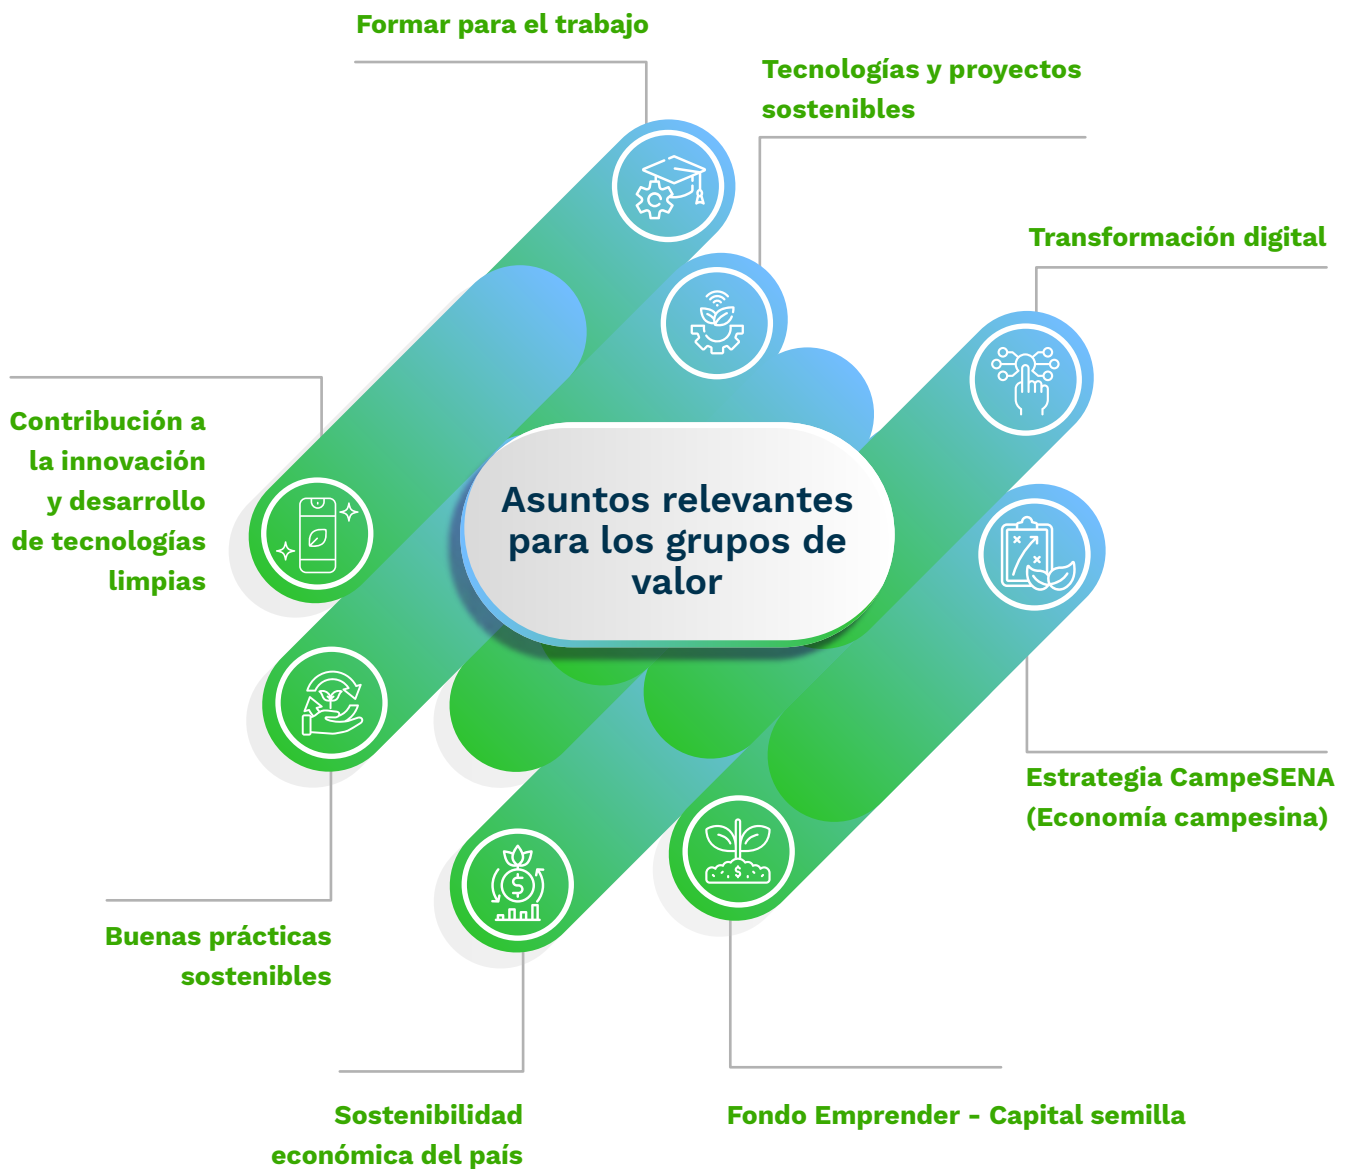 Formar para el trabajo
Tecnologías y proyectos
sostenibles
Transformación digital
Contribución a
la innovación
y desarrollo
de tecnologías
limpias
Asuntos relevantes
para los grupos de
valor
Estrategia CampeSENA
(Economía campesina)
Buenas prácticas
sostenibles
Sostenibilidad
económica del país
Fondo Emprender - Capital semilla